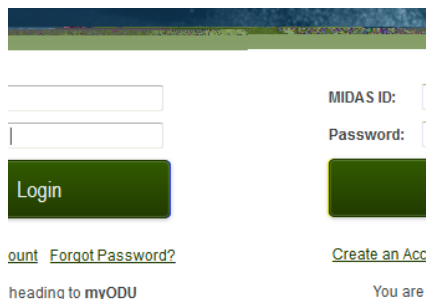 MIDAS ID:
Password:
Login
ount Forgot Password?
Create an Acc
heading to myODU
You are